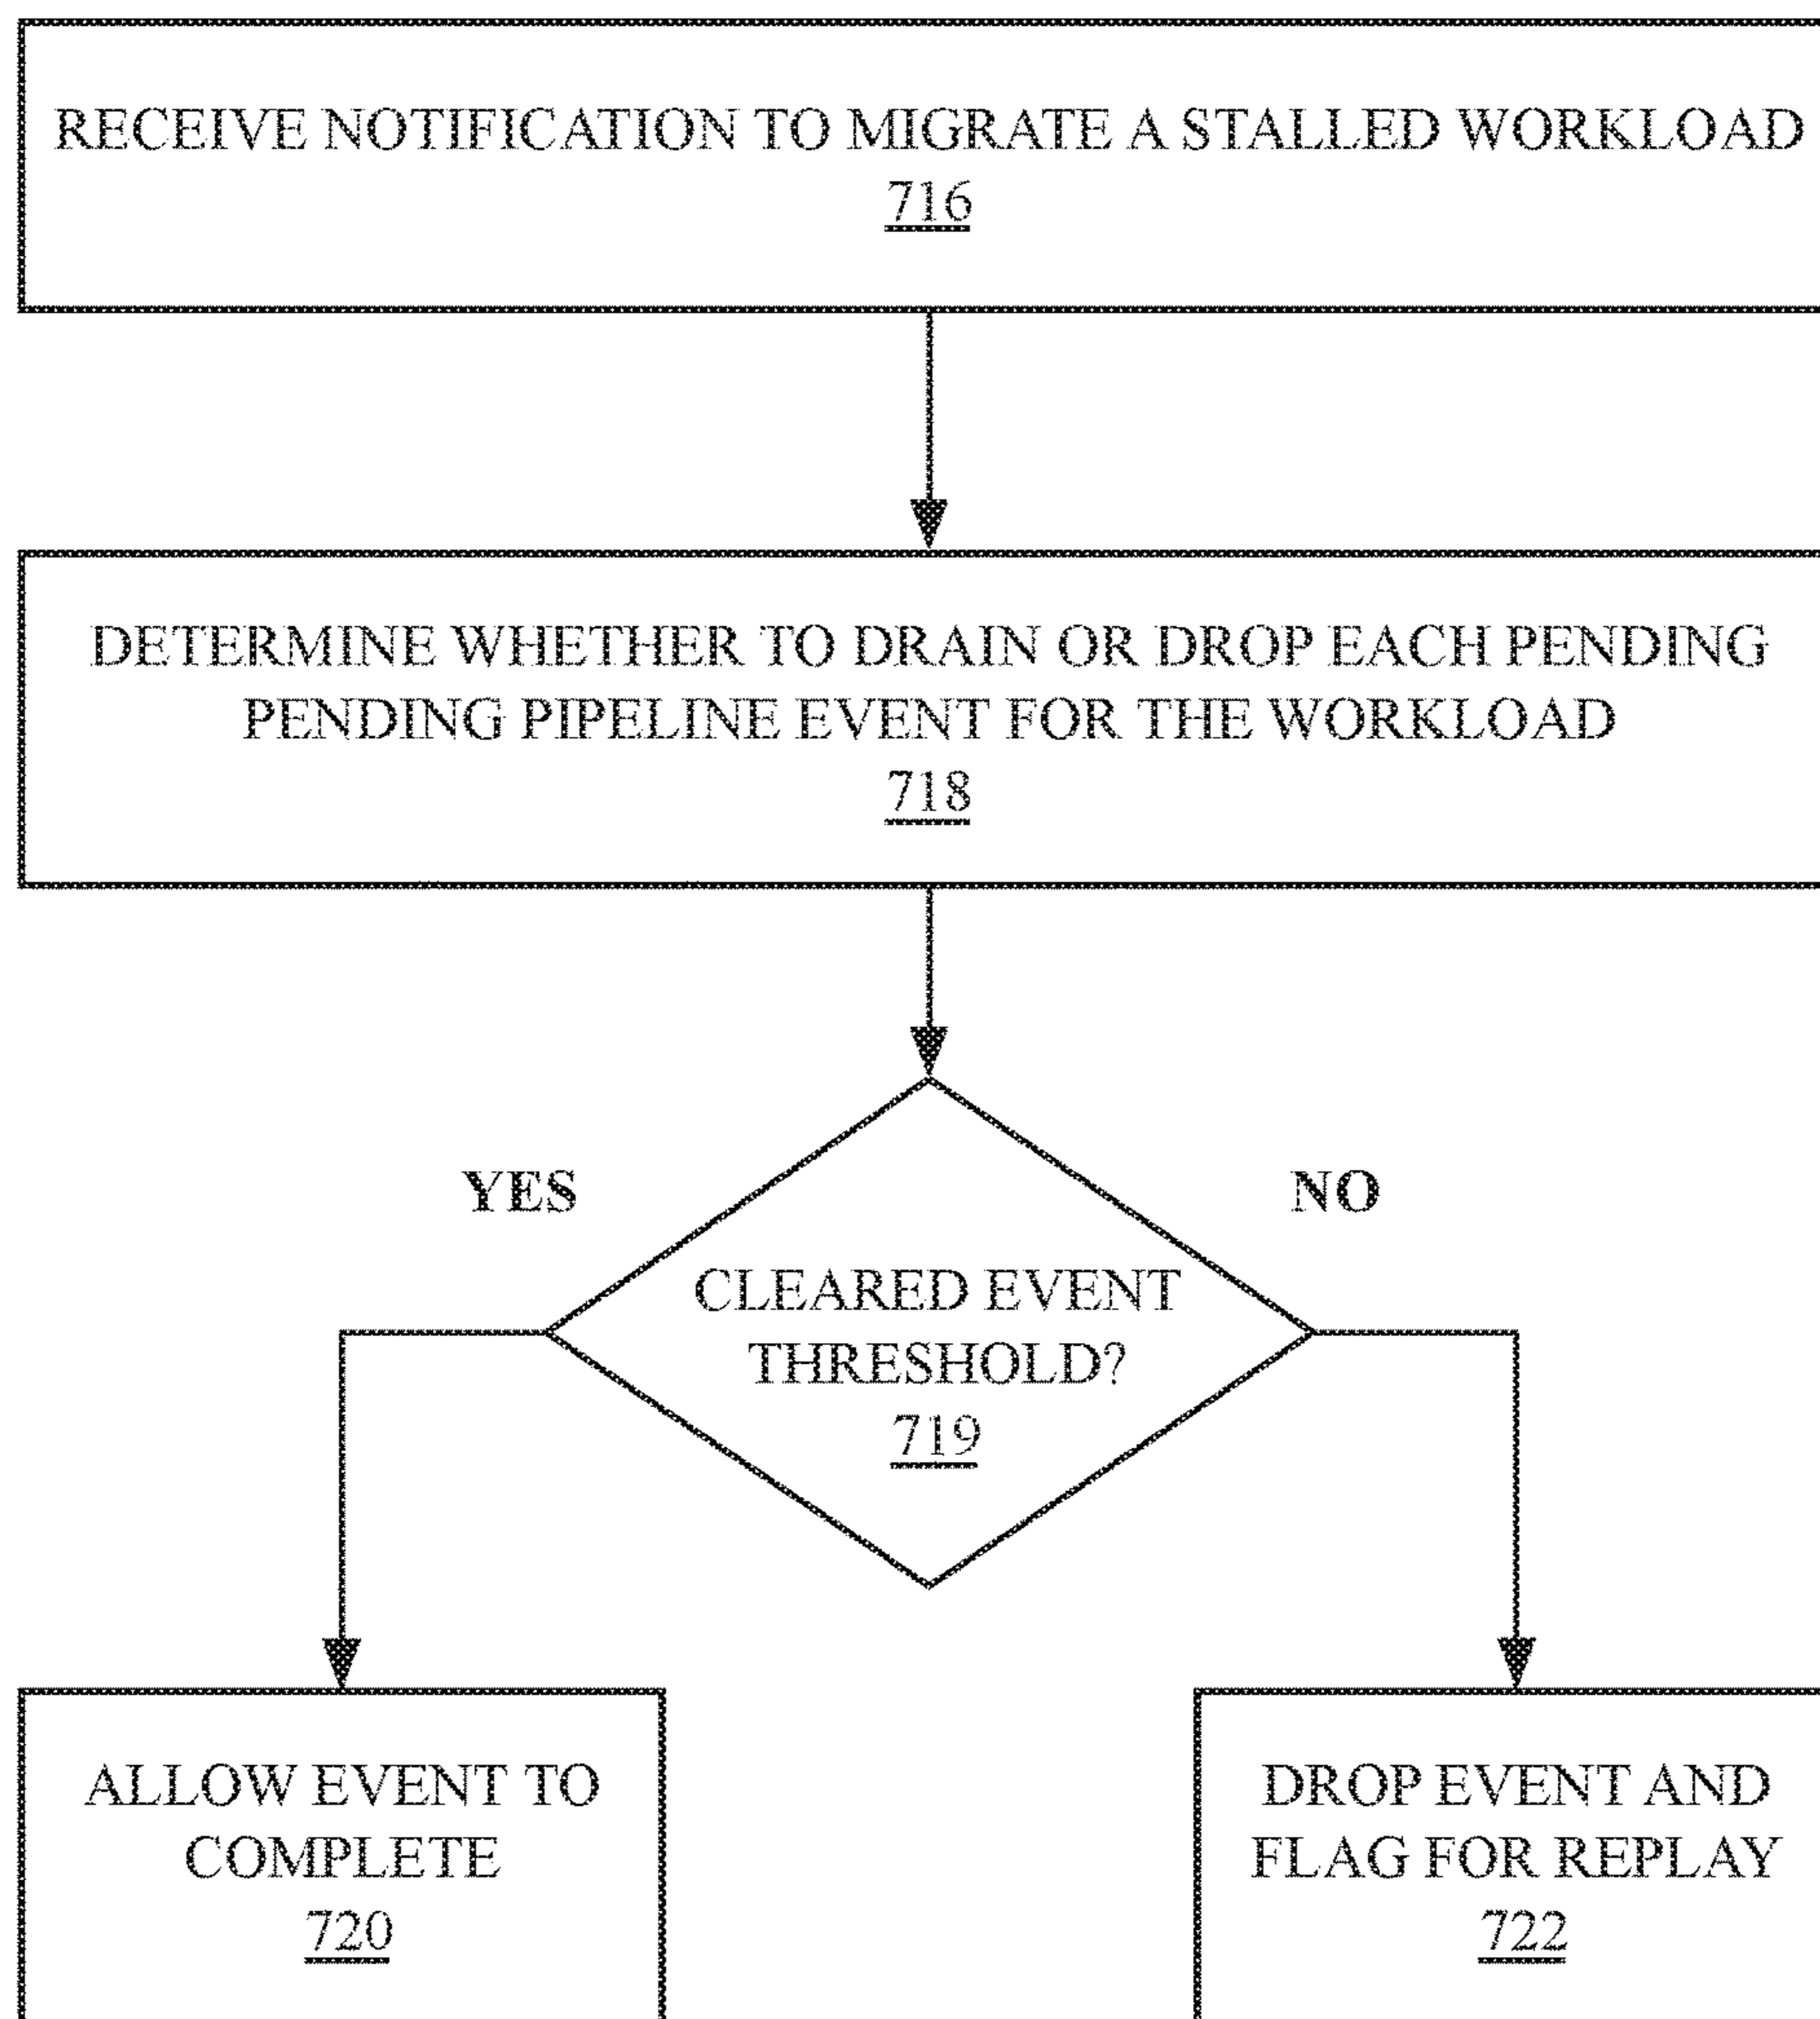 RECEIVE NOTIFICATION TO MIGRATE A STALLED WORKLOAD
716
DETERMINE WHETHER TO DRAIN OR DROP EACH PENDING
PENDING PIPELINE EVENT FOR THE WORKLOAD
718
YES
NO
CLEARED EVENT
THRESHOLD?
719
ALLOW EVENT TO
COMPLETE
720
DROP EVENT AND
FLAG FOR REPLAY
722